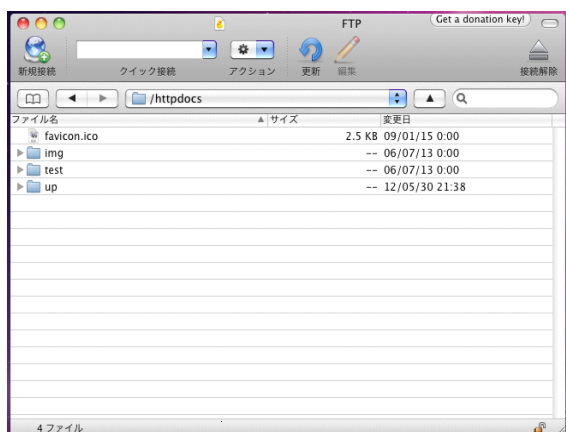 FTP
Get a donation key!
新規接続
クイック接続
アクション
更新
編集
接続解除
/httpdocs
ファイル名 サイズ 変更日
favicon.ico 2.5 KB 09/01/15 0:00
img -- 06/07/13 0:00
test -- 06/07/13 0:00
up -- 12/05/30 21:38
4 ファイル